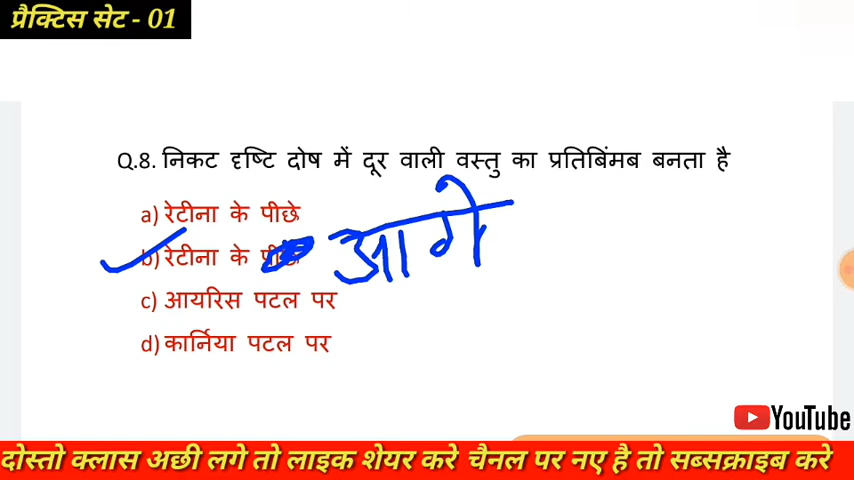 प्रैक्टिस सेट - 01
Q.8. निकट दृष्टि दोष में दूर वाली वस्तु का प्रतिबिंमब बनता है
a) रेटीना के पीछे
b) रेटीना के पीछे आगे
c) आयरिस पटल पर
d) कार्निया पटल पर
YouTube
दोस्तो क्लास अछी लगे तो लाइक शेयर करे चैनल पर नए है तो सब्सक्राइब करे